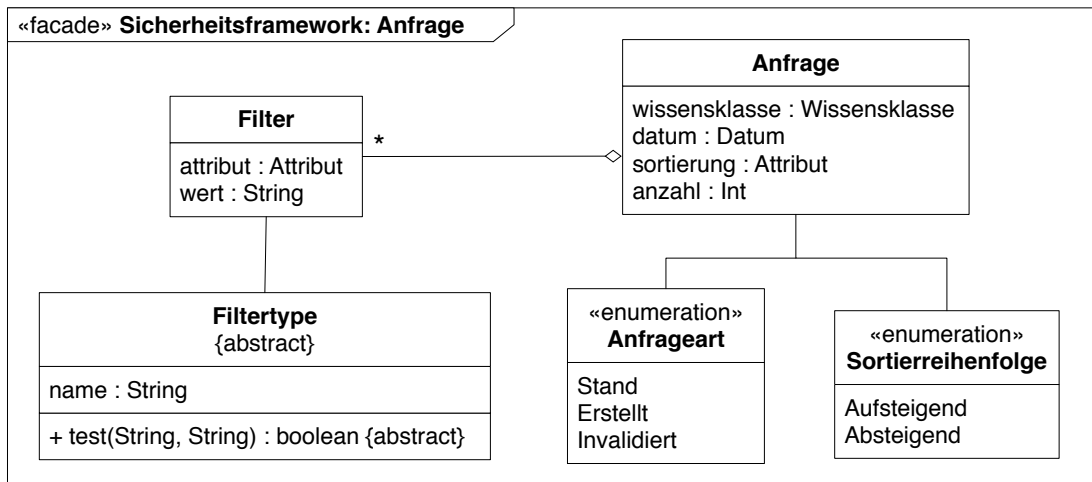 «facade» Sicherheitsframework: Anfrage
Filter
attribut : Attribut
wert : String
*
Anfrage
wissensklasse : Wissensklasse
datum : Datum
sortierung : Attribut
anzahl : Int
Filtertype
{abstract}
name : String
+ test(String, String) : boolean {abstract}
«enumeration»
Anfrageart
Stand
Erstellt
Invalidiert
«enumeration»
Sortierreihenfolge
Aufsteigend
Absteigend